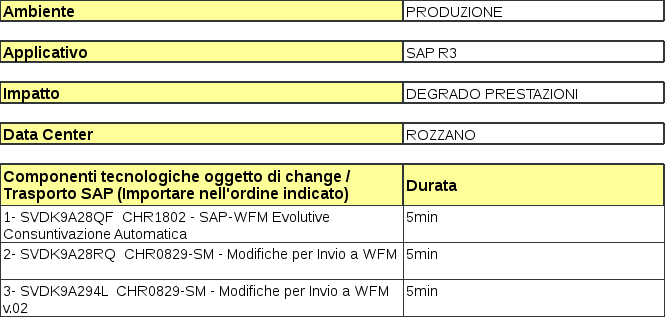 Ambiente PRODUZIONE
Applicativo SAP R3
Impatto DEGRADO PRESTAZIONI
Data Center ROZZANO
Componenti tecnologiche oggetto di change /
Trasporto SAP (Importare nell'ordine indicato) Durata
1- SVDK9A28QF CHR1802 - SAP-WFM Evolutive 5min
Consuntivazione Automatica
2- SVDK9A28RQ CHR0829-SM - Modifiche per Invio a WFM 5min
3- SVDK9A294L CHR0829-SM - Modifiche per Invio a WFM 5min
v.02